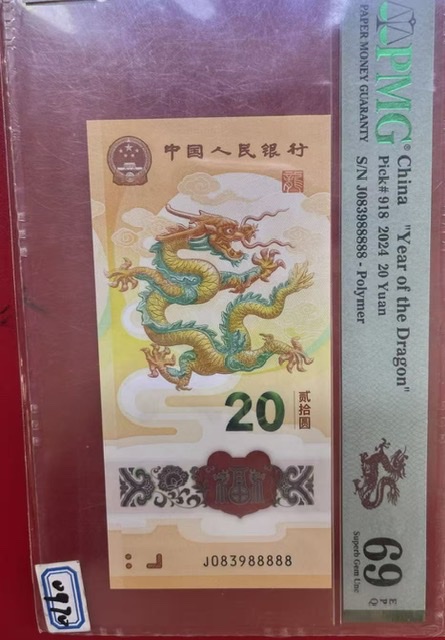 中国人民银行
20
贰拾圆
J083988888
PMG®
PAPER MONEY GUARANTY
China "Year of the Dragon"
Pick# 918 2024 20 Yuan
S/N J083988888 - Polymer
69
EPQ
Superb Gem Unc